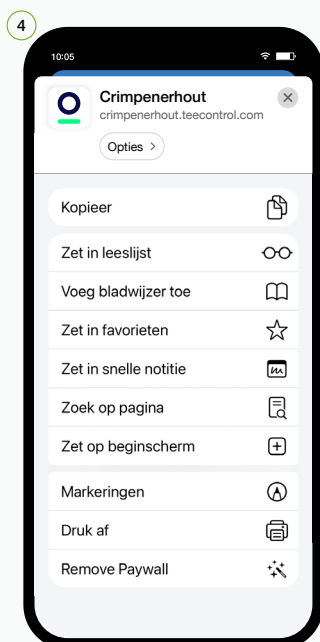 4
10:05
Crimpenerhout
crimpenerhout.teecontrol.com
Opties >
Kopieer
Zet in leeslijst
Voeg bladwijzer toe
Zet in favorieten
Zet in snelle notitie
Zoek op pagina
Zet op beginscherm
Markeringen
Druk af
Remove Paywall